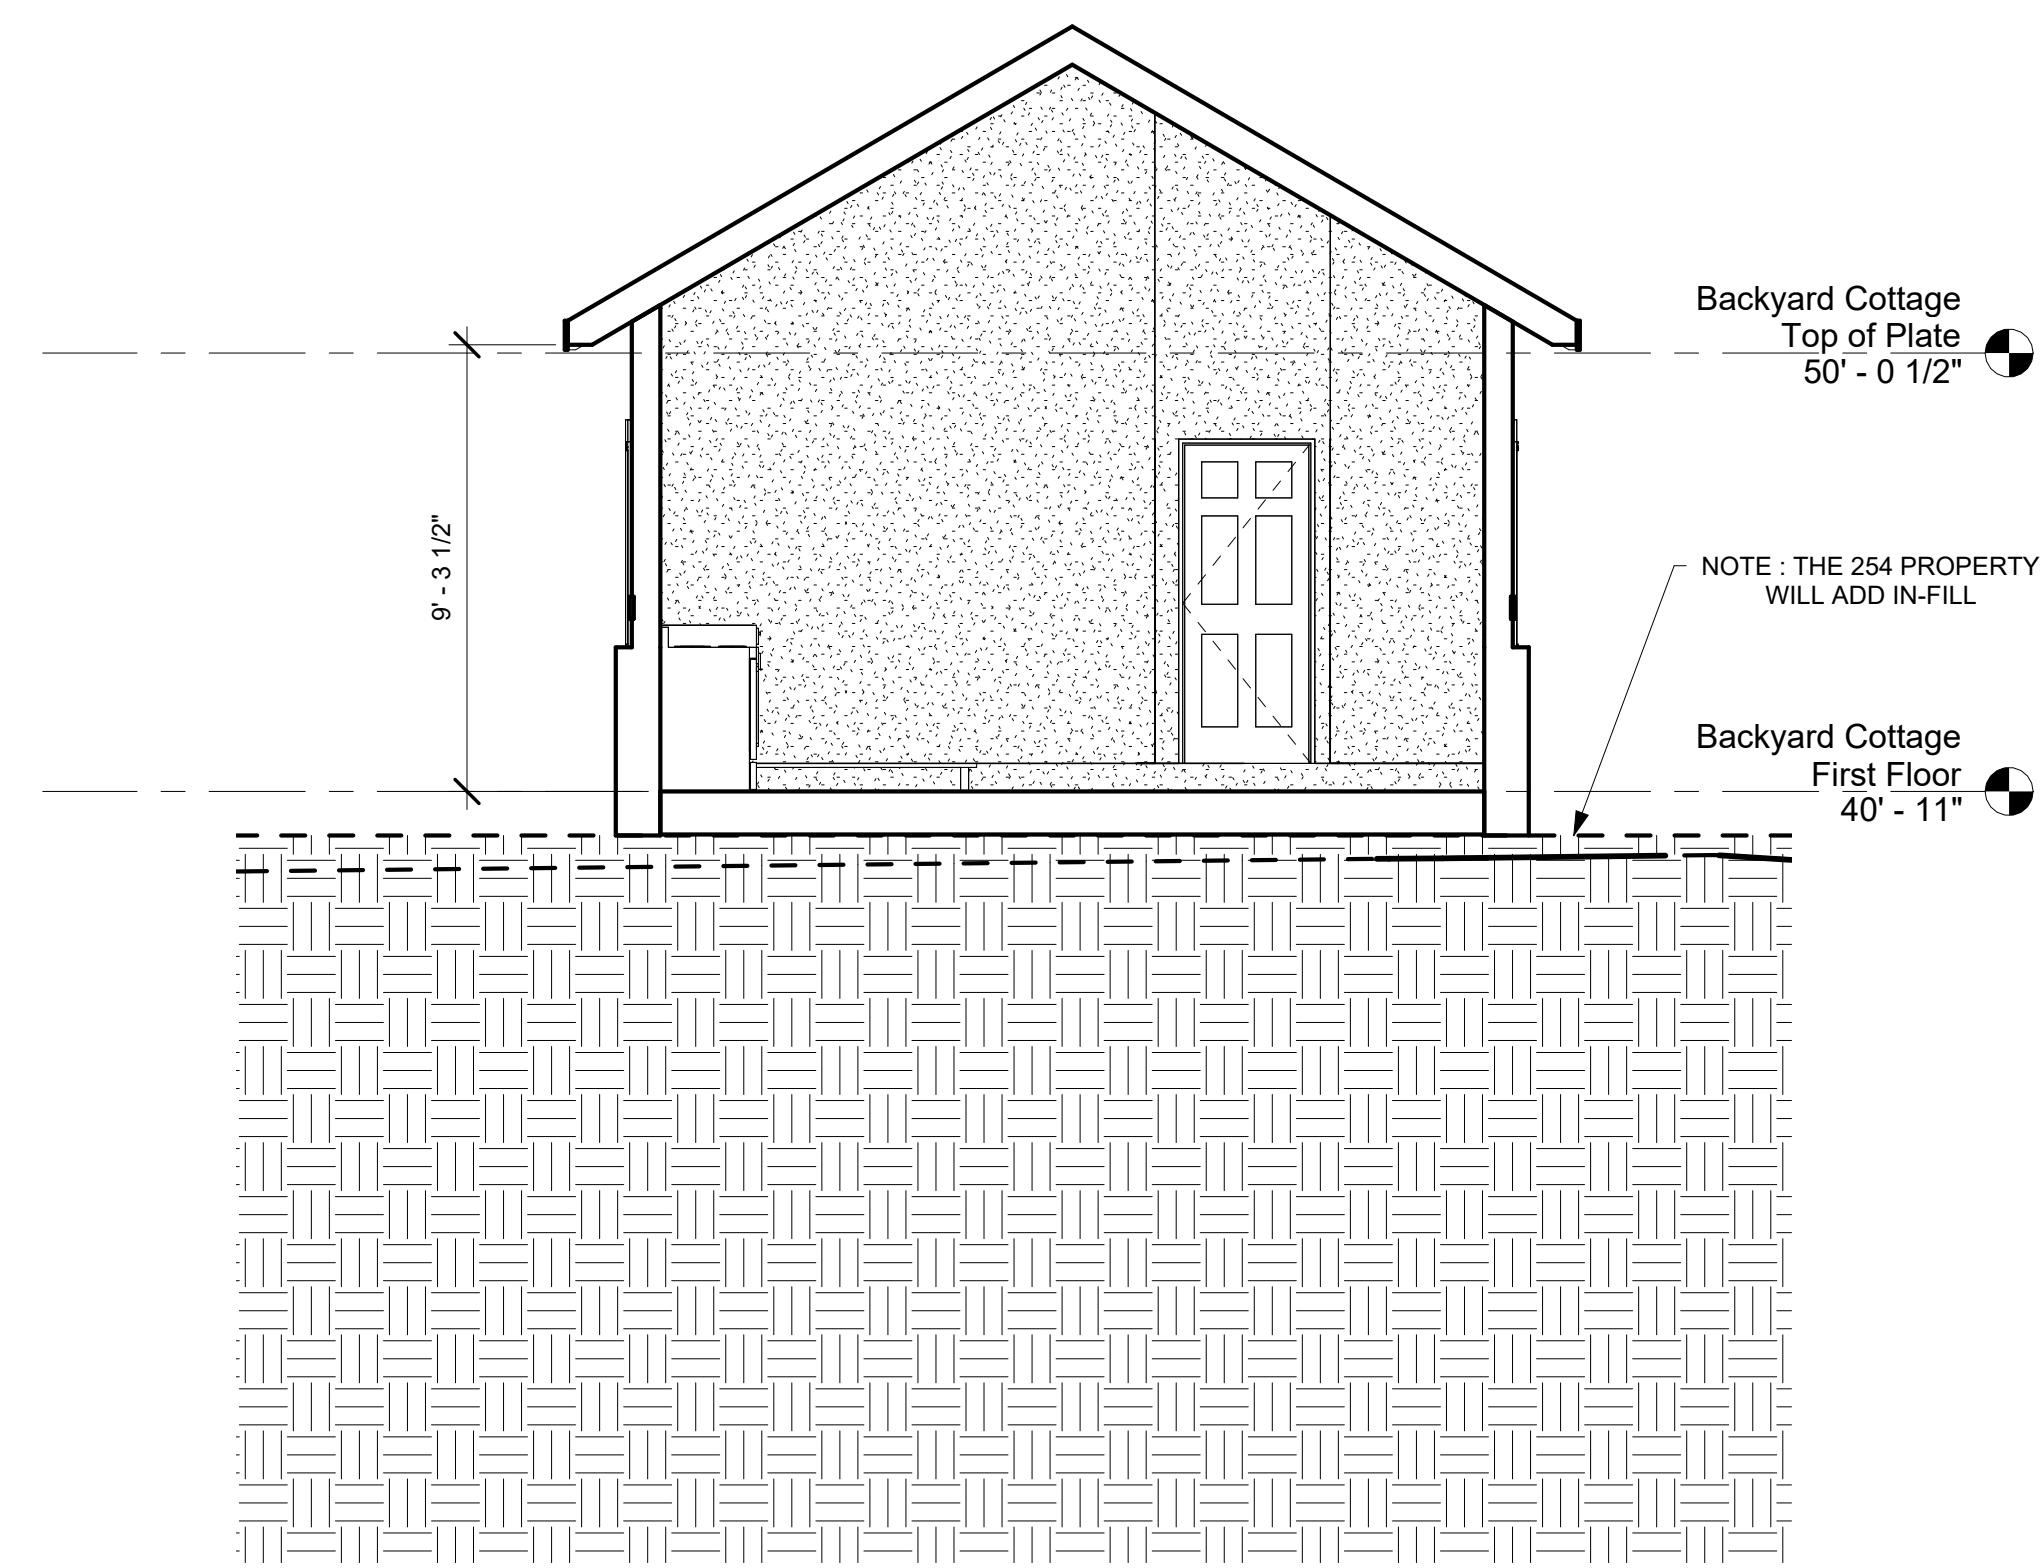 Backyard Cottage
Top of Plate
50' - 0 1/2"
9' - 3 1/2"
NOTE : THE 254 PROPERTY
WILL ADD IN-FILL
Backyard Cottage
First Floor
40' - 11"